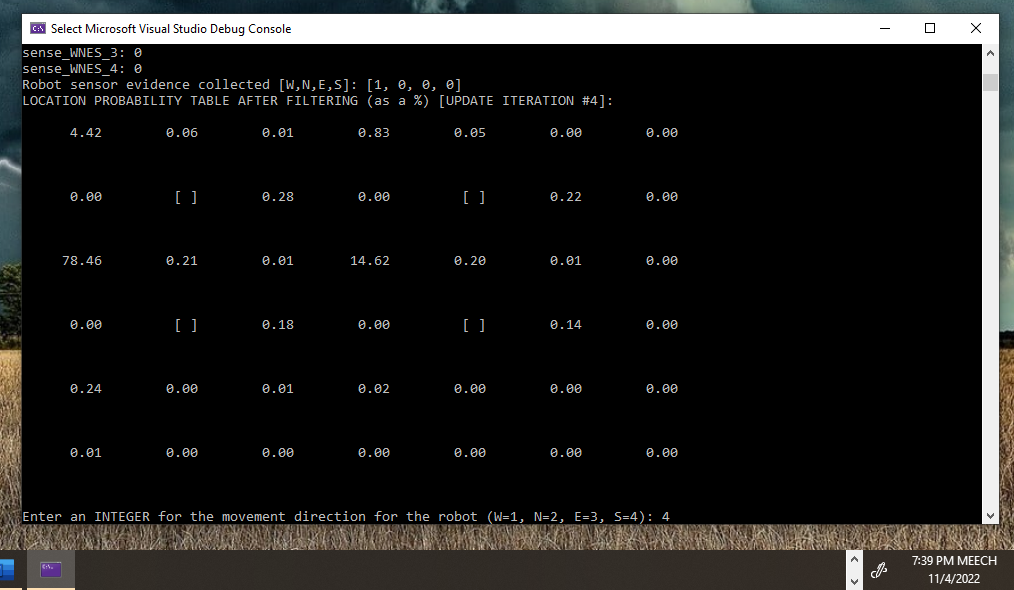 Select Microsoft Visual Studio Debug Console
sense_WNES_3: 0
sense_WNES_4: 0
Robot sensor evidence collected [W,N,E,S]: [1, 0, 0, 0]
LOCATION PROBABILITY TABLE AFTER FILTERING (as a %) [UPDATE ITERATION #4]:
4.42 0.06 0.01 0.83 0.05 0.00 0.00
0.00 [ ] 0.28 0.00 [ ] 0.22 0.00
78.46 0.21 0.01 14.62 0.20 0.01 0.00
0.00 [ ] 0.18 0.00 [ ] 0.14 0.00
0.24 0.00 0.01 0.02 0.00 0.00 0.00
0.01 0.00 0.00 0.00 0.00 0.00 0.00
Enter an INTEGER for the movement direction for the robot (W=1, N=2, E=3, S=4): 4
7:39 PM MEECH
11/4/2022